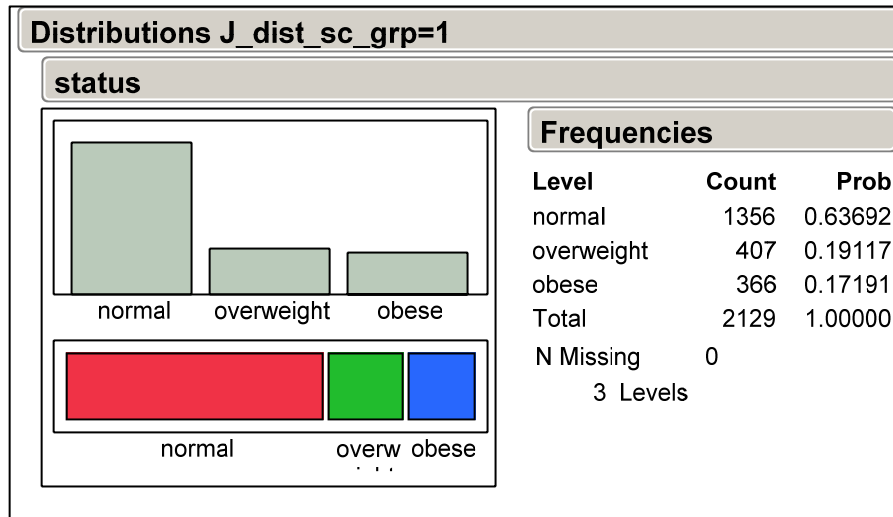 Distributions J_dist_sc_grp=1
status
normal overweight obese
normal overw obese
Frequencies
Level Count Prob
normal 1356 0.63692
overweight 407 0.19117
obese 366 0.17191
Total 2129 1.00000
N Missing 0
3 Levels